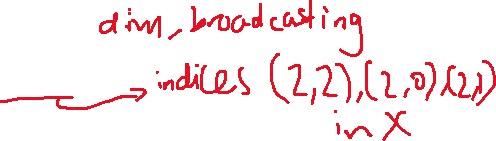 dim, broadcasting
indices (2,2),(2,0)(2,1)
in X